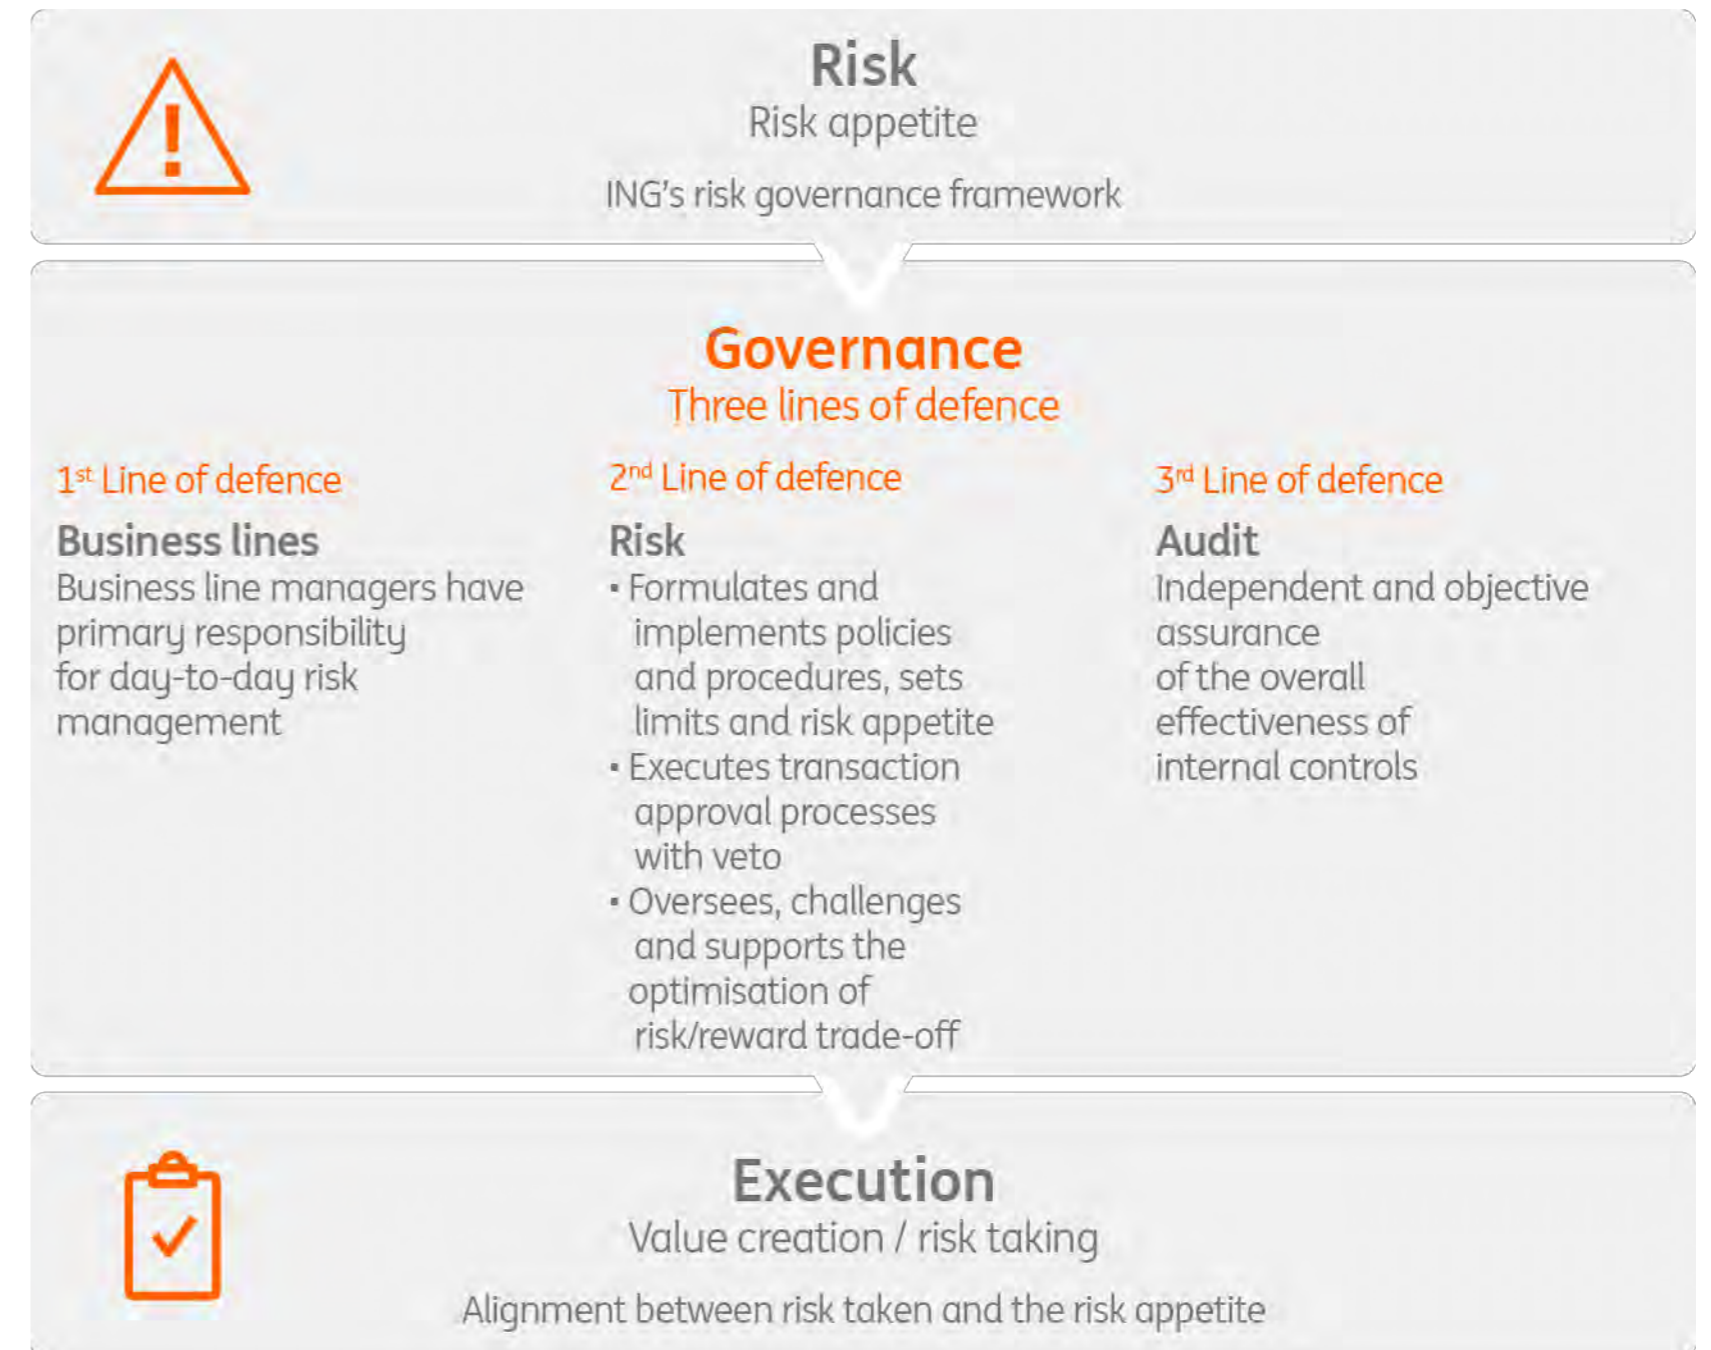 Risk
Risk appetite
ING's risk governance framework
Governance
Three lines of defence
1st Line of defence
Business lines
Business line managers have
primary responsibility
for day-to-day risk
management
2nd Line of defence
Risk
▪ Formulates and
implements policies
and procedures, sets
limits and risk appetite
▪ Executes transaction
approval processes
with veto
▪ Oversees, challenges
and supports the
optimisation of
risk/reward trade-off
3rd Line of defence
Audit
Independent and objective
assurance
of the overall
effectiveness of
internal controls
Execution
Value creation / risk taking
Alignment between risk taken and the risk appetite